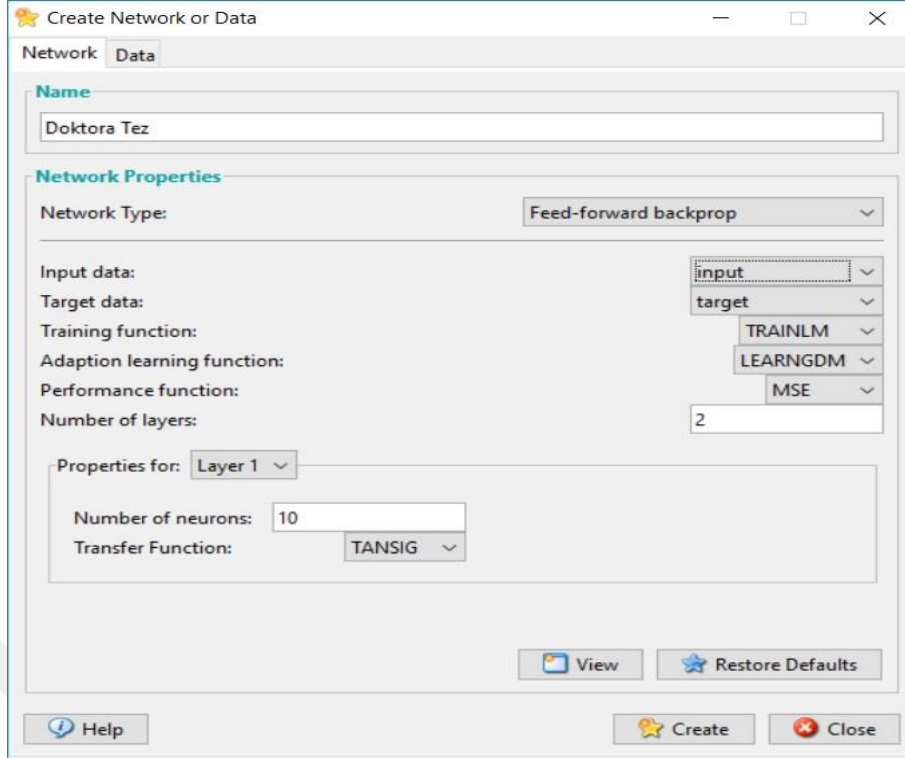 Create Network or Data
Network Data
Name
Doktora Tez
Network Properties
Network Type: Feed-forward backprop
Input data: input
Target data: target
Training function: TRAINLM
Adaption learning function: LEARNGDM
Performance function: MSE
Number of layers: 2
Properties for: Layer 1
Number of neurons: 10
Transfer Function: TANSIG
View Restore Defaults
Help Create Close